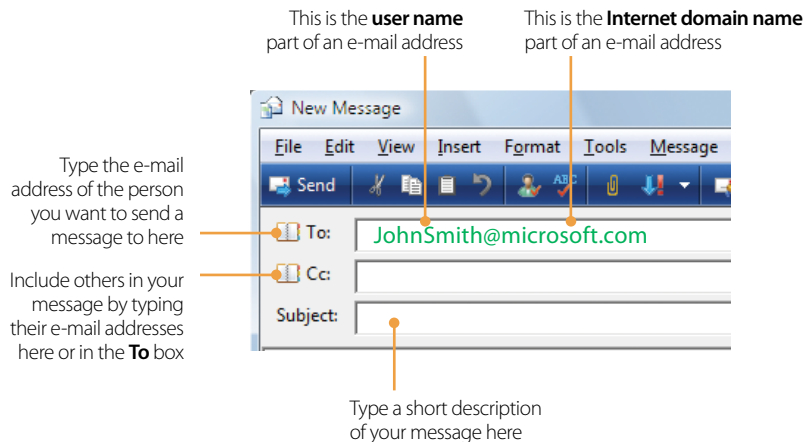 This is the user name
part of an e-mail address
This is the Internet domain name
part of an e-mail address
New Message
File Edit View Insert Format Tools Message
Send ABC
Type the e-mail
address of the person
you want to send a
message to here
To: JohnSmith@microsoft.com
Include others in your
message by typing
their e-mail addresses
here or in the To box
Cc:
Subject:
Type a short description
of your message here